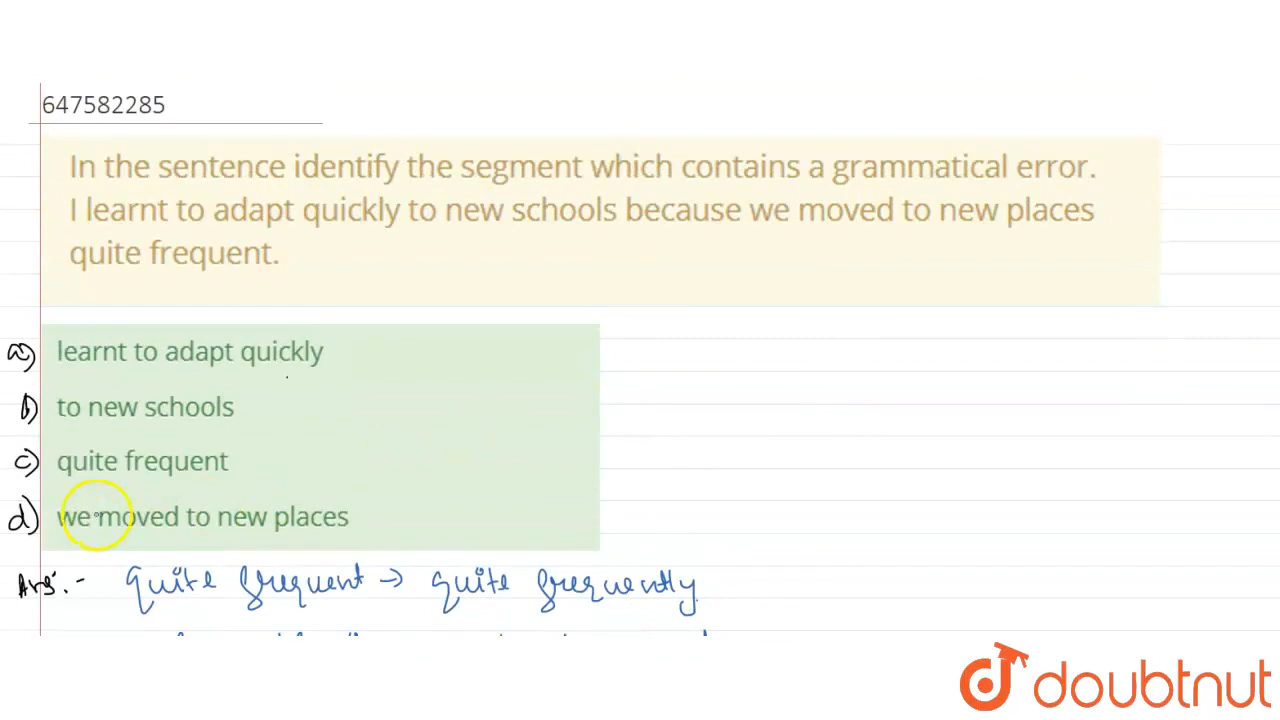 647582285
In the sentence identify the segment which contains a grammatical error.
I learnt to adapt quickly to new schools because we moved to new places
quite frequent.
a) learnt to adapt quickly
b) to new schools
c) quite frequent
d) we moved to new places
Ans:- quite frequent → quite frequently
doubtnut